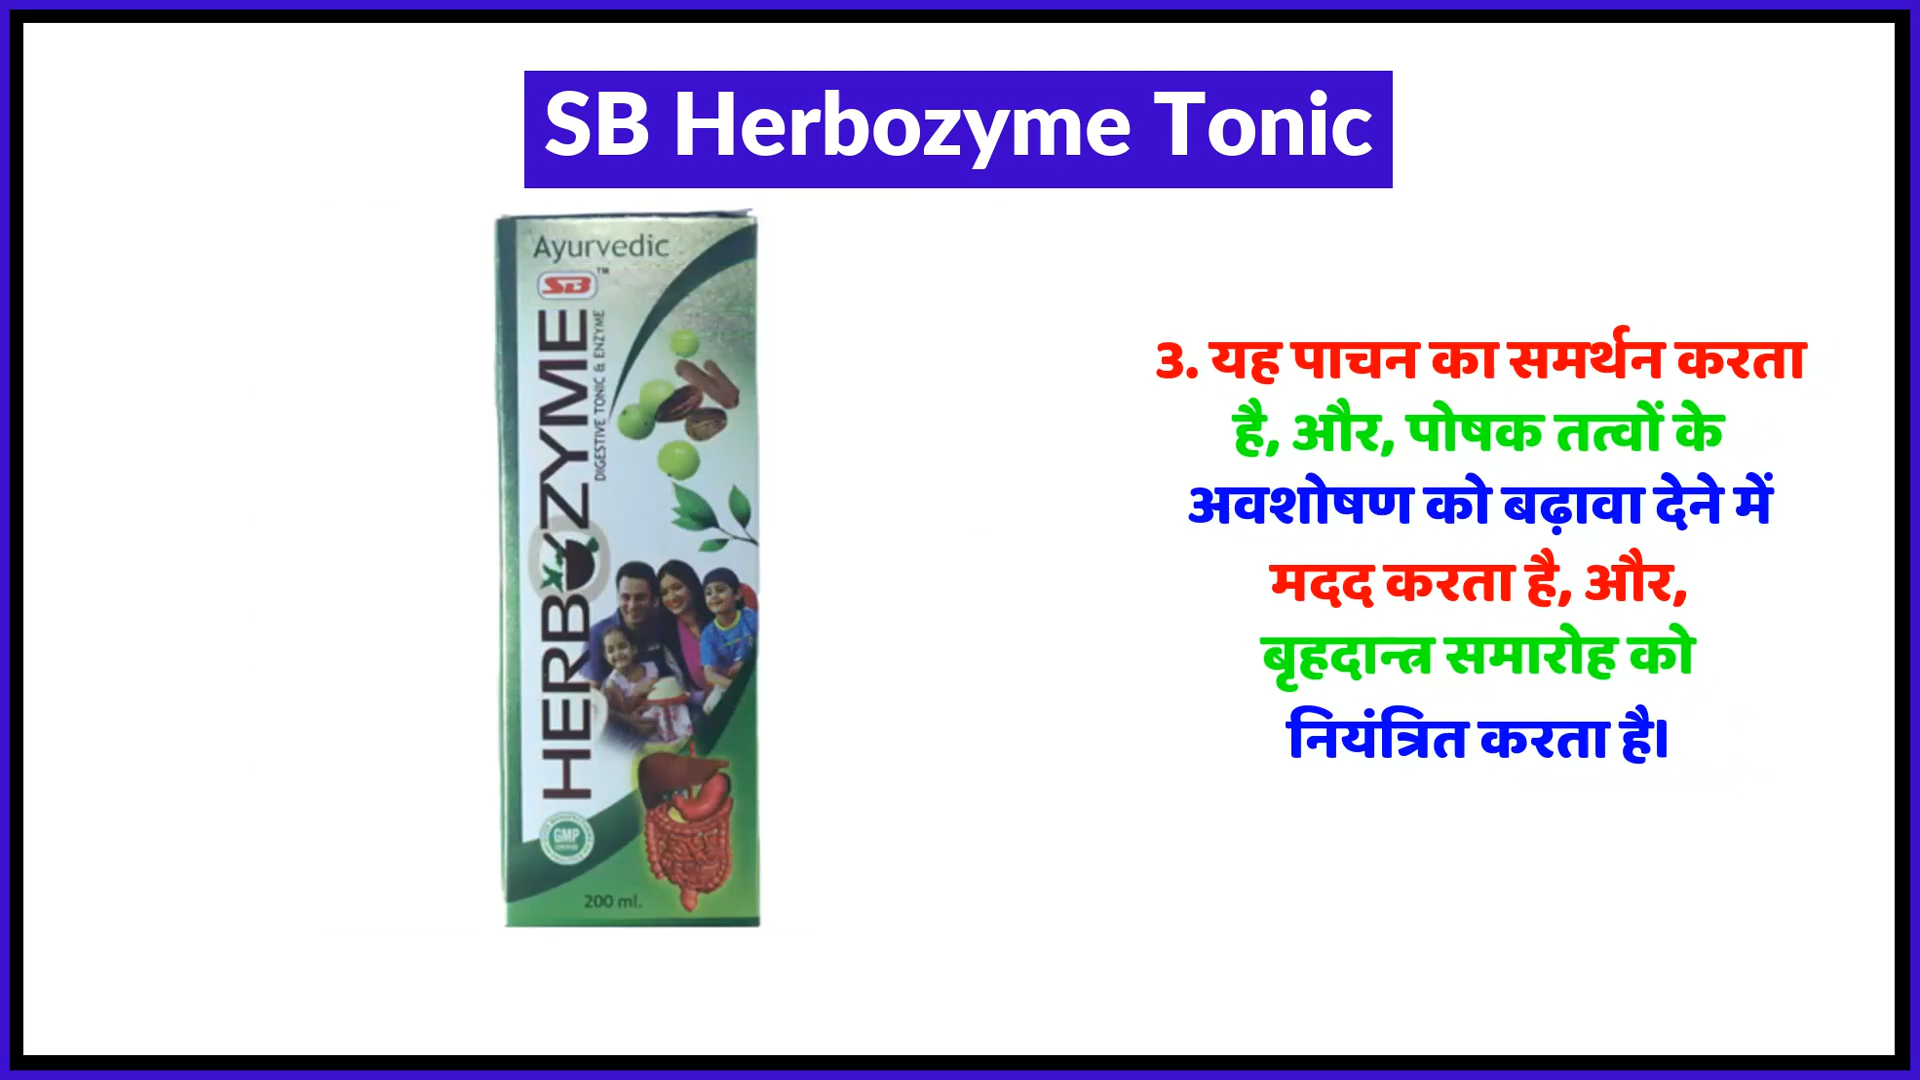 SB Herbozyme Tonic
Ayurvedic
SB™
HERBOZYME
DIGESTIVE TONIC & ENZYME
GMP
200 ml.
3. यह पाचन का समर्थन करता
है, और, पोषक तत्वों के
अवशोषण को बढ़ावा देने में
मदद करता है, और,
बृहदान्त्र समारोह को
नियंत्रित करता है।